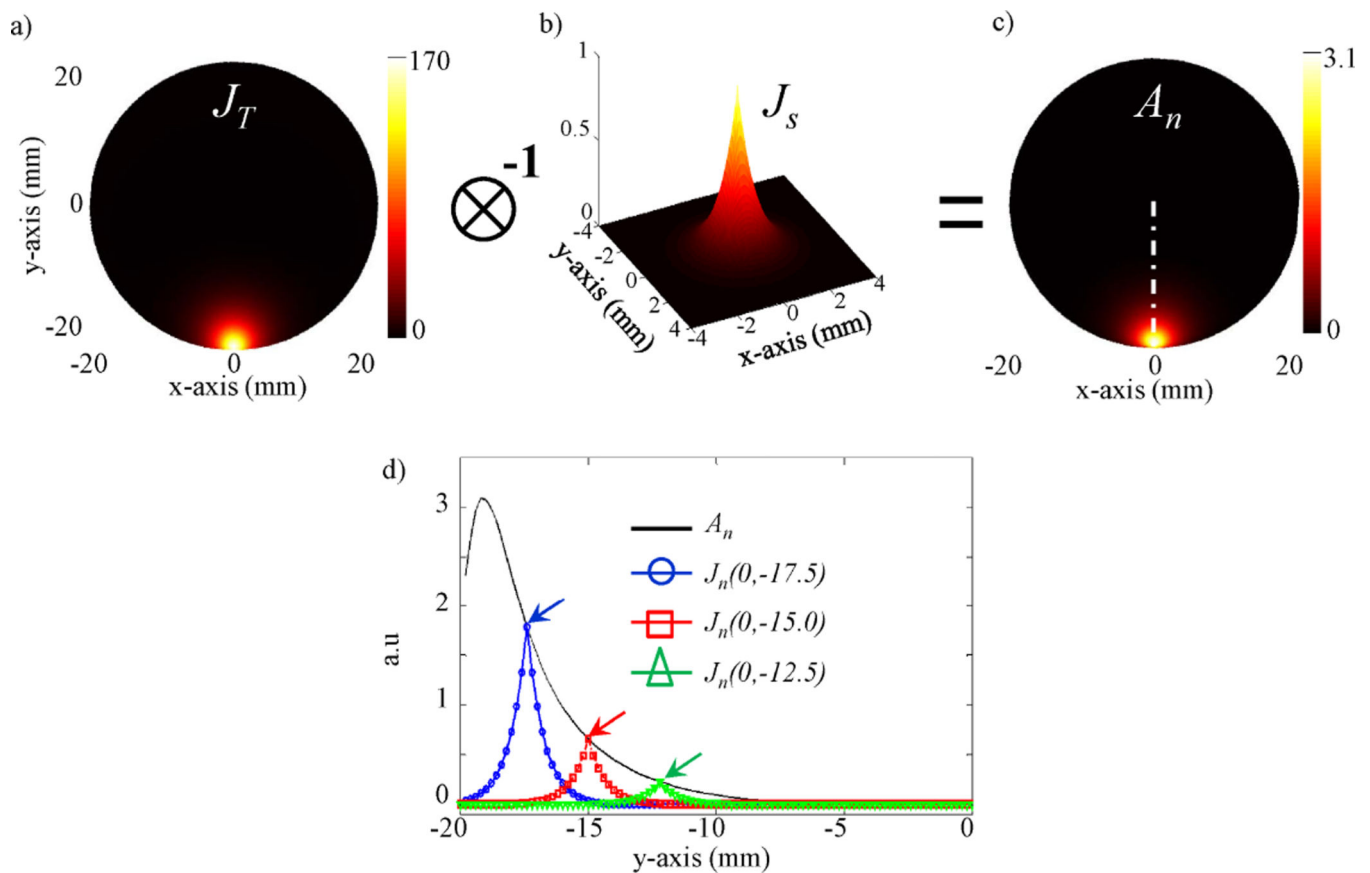 a)
20
0
-20
y-axis (mm)
J_T
170
0
-20 0 20
x-axis (mm)
⊗ -1
b)
1
0.5
0
J_s
-4
-2
0
2
4
y-axis (mm)
-4 -2 0 2 4
x-axis (mm)
=
c)
A_n
3.1
0
-20 0 20
x-axis (mm)
d)
3
2
1
0
a.u
A_n
J_n(0,-17.5)
J_n(0,-15.0)
J_n(0,-12.5)
-20 -15 -10 -5 0
y-axis (mm)